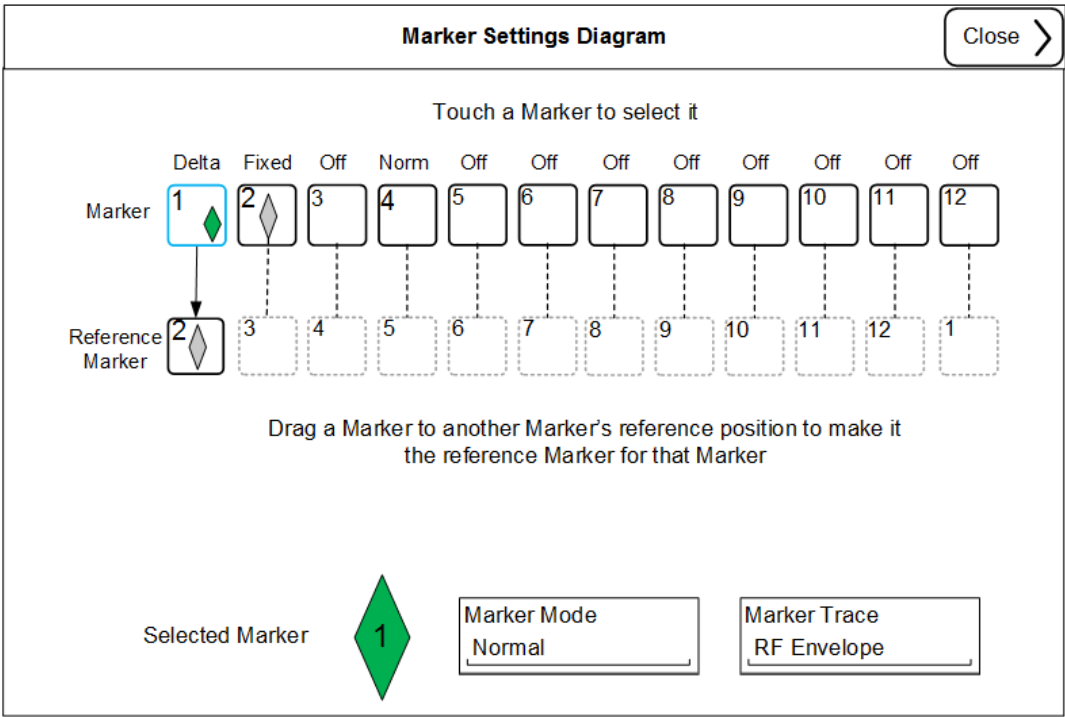 Marker Settings Diagram
Close
Touch a Marker to select it
Delta Fixed Off Norm Off Off Off Off Off Off Off Off
Marker
1 2 3 4 5 6 7 8 9 10 11 12
Reference
Marker
2 3 4 5 6 7 8 9 10 11 12 1
Drag a Marker to another Marker's reference position to make it
the reference Marker for that Marker
Selected Marker
1
Marker Mode
Normal
Marker Trace
RF Envelope